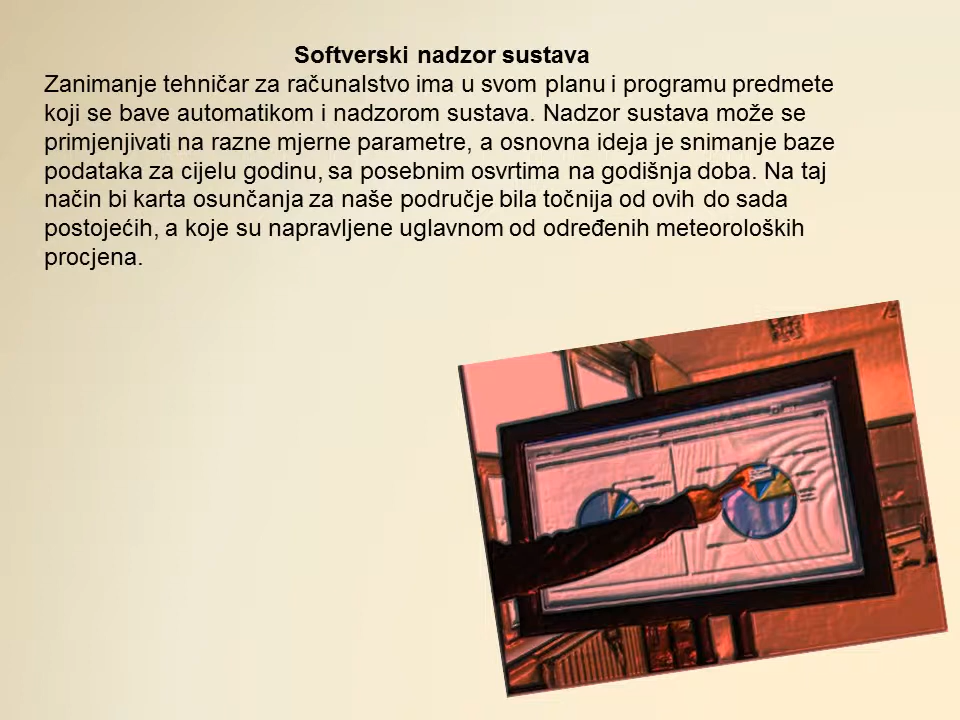 Softverski nadzor sustava
Zanimanje tehničar za računalstvo ima u svom planu i programu predmete
koji se bave automatikom i nadzorom sustava. Nadzor sustava može se
primjenjivati na razne mjerne parametre, a osnovna ideja je snimanje baze
podataka za cijelu godinu, sa posebnim osvrtima na godišnja doba. Na taj
način bi karta osunčanja za naše područje bila točnija od ovih do sada
postojećih, a koje su napravljene uglavnom od određenih meteoroloških
procjena.